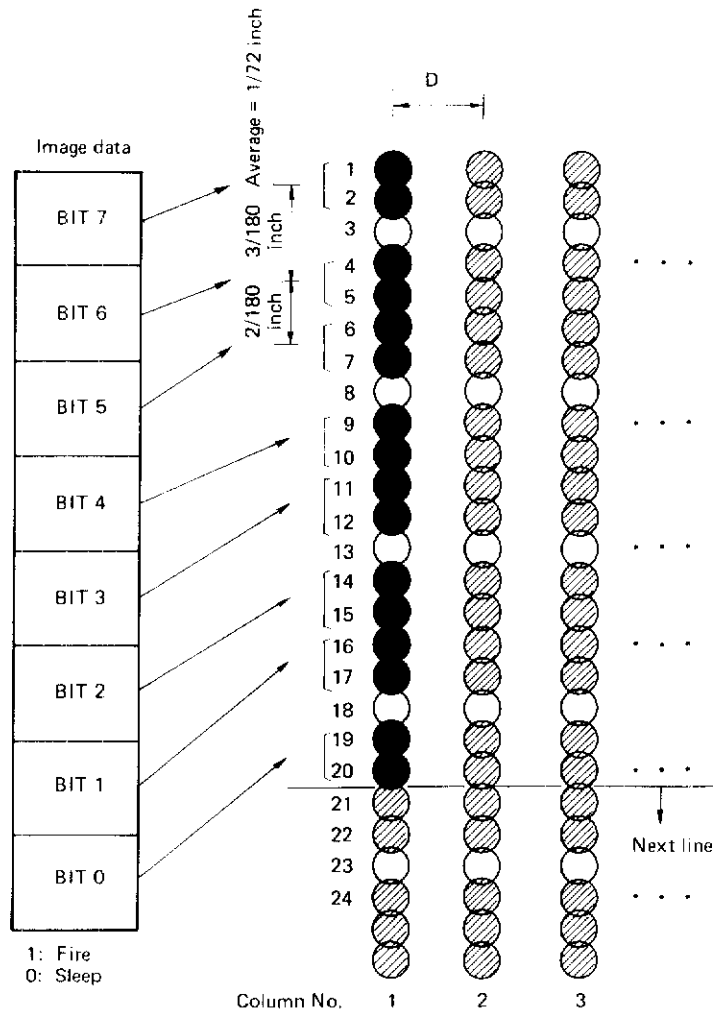 Image data
BIT 7
BIT 6
BIT 5
BIT 4
BIT 3
BIT 2
BIT 1
BIT 0
1: Fire
0: Sleep
Average = 1/72 inch
3/180
inch
2/180
inch
D
1
2
3
4
5
6
7
8
9
10
11
12
13
14
15
16
17
18
19
20
21
22
23
24
Next line
Column No. 1 2 3